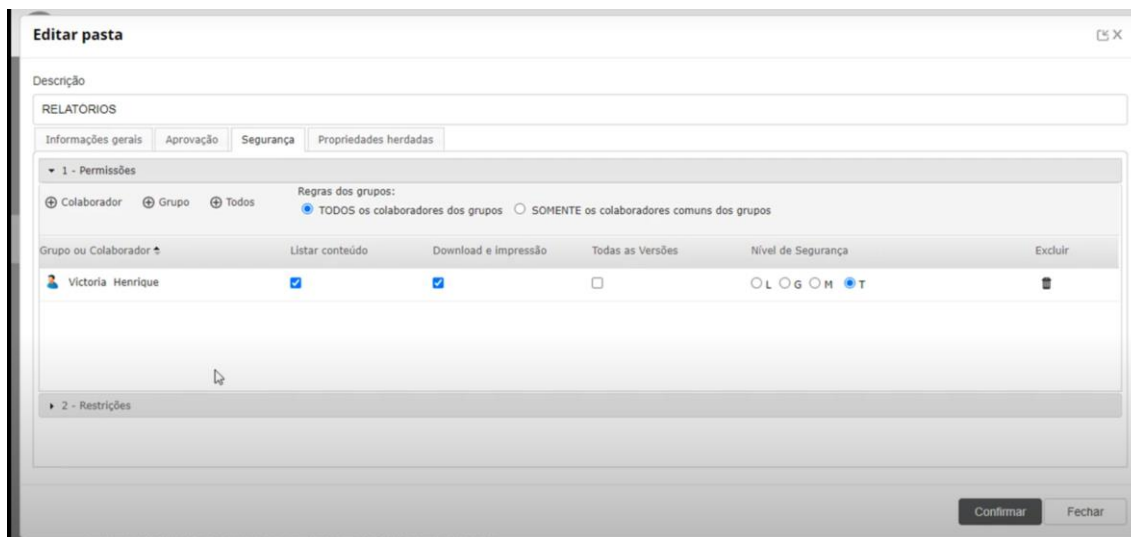 Editar pasta
Descrição
RELATÓRIOS
Informações gerais Aprovação Segurança Propriedades herdadas
1 - Permissões
Colaborador Grupo Todos
Regras dos grupos:
TODOS os colaboradores dos grupos SOMENTE os colaboradores comuns dos grupos
Grupo ou Colaborador Listar conteúdo Download e impressão Todas as Versões Nível de Segurança Excluir
Victoria Henrique L G M T
2 - Restrições
Confirmar Fechar